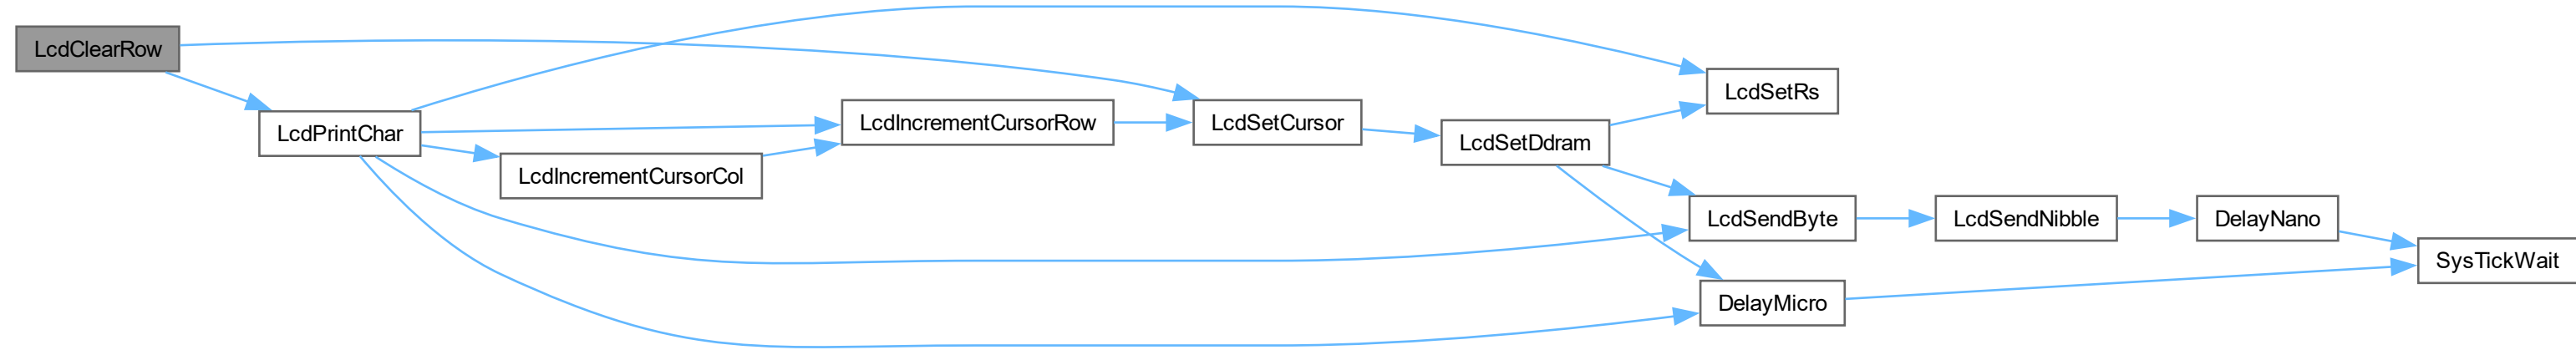 LcdClearRow
LcdPrintChar
LcdIncrementCursorCol
LcdIncrementCursorRow
LcdSetCursor
LcdSetDdram
LcdSetRs
LcdSendByte
DelayMicro
LcdSendNibble
DelayNano
SysTickWait